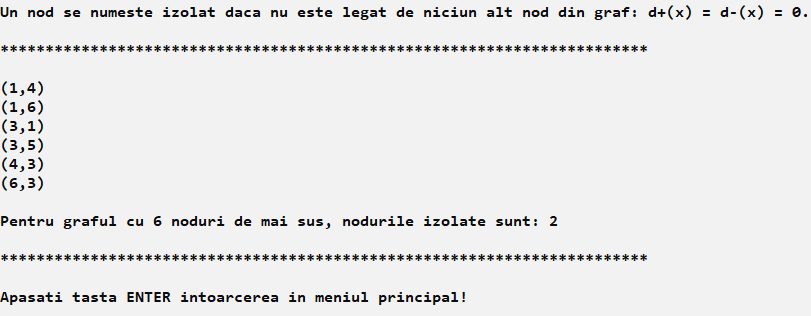 Un nod se numeste izolat daca nu este legat de niciun alt nod din graf: d+(x) = d-(x) = 0.
************************************************************************
(1,4)
(1,6)
(3,1)
(3,5)
(4,3)
(6,3)
Pentru graful cu 6 noduri de mai sus, nodurile izolate sunt: 2
************************************************************************
Apasati tasta ENTER intoarcerea in meniul principal!